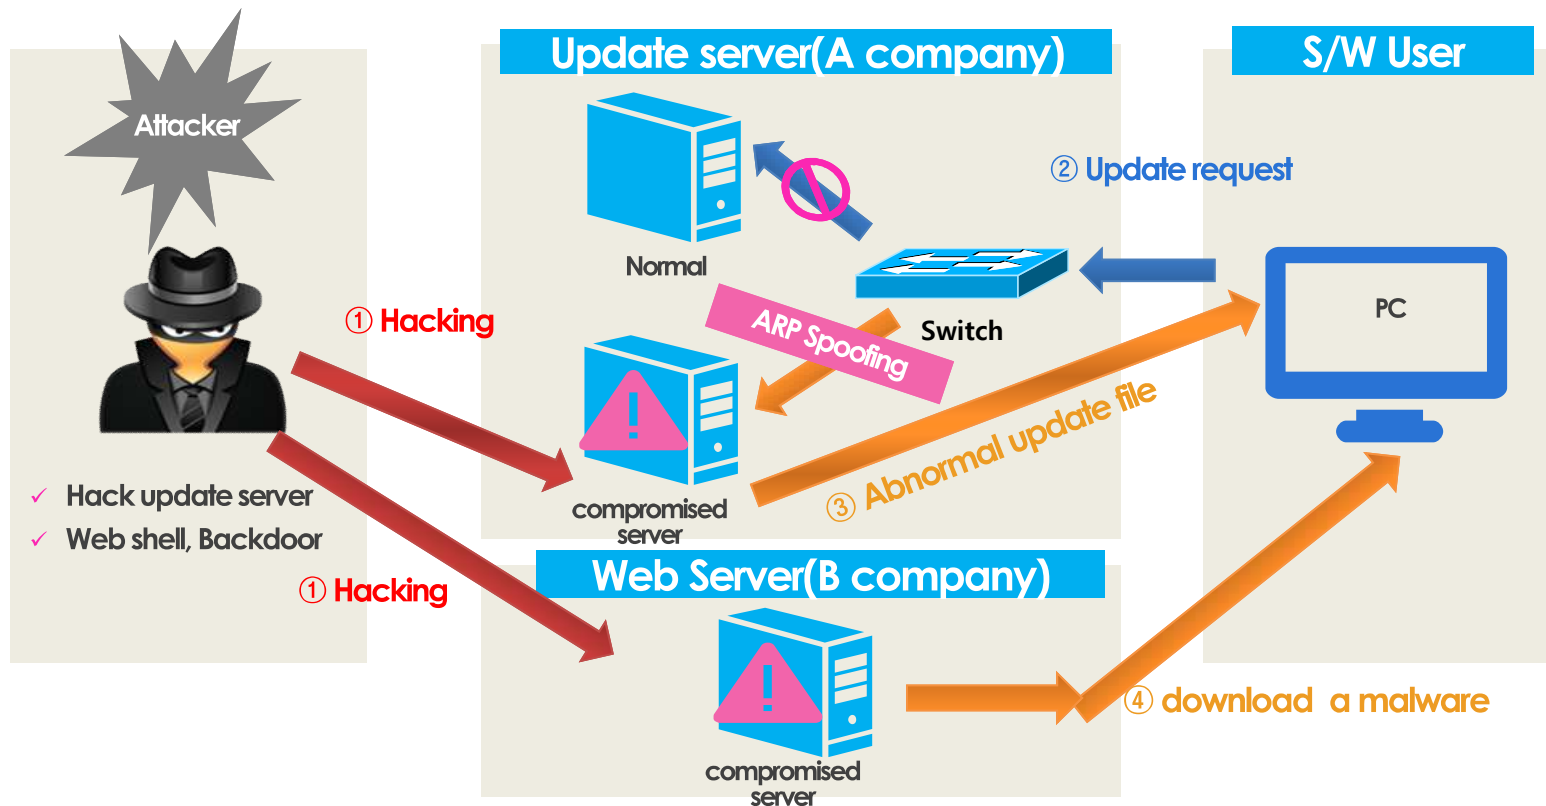 Attacker
① Hacking
✓ Hack update server
✓ Web shell, Backdoor
① Hacking
Update server(A company)
Normal
Switch
ARP Spoofing
compromised
server
② Update request
③ Abnormal update file
S/W User
PC
Web Server(B company)
compromised
server
④ download a malware